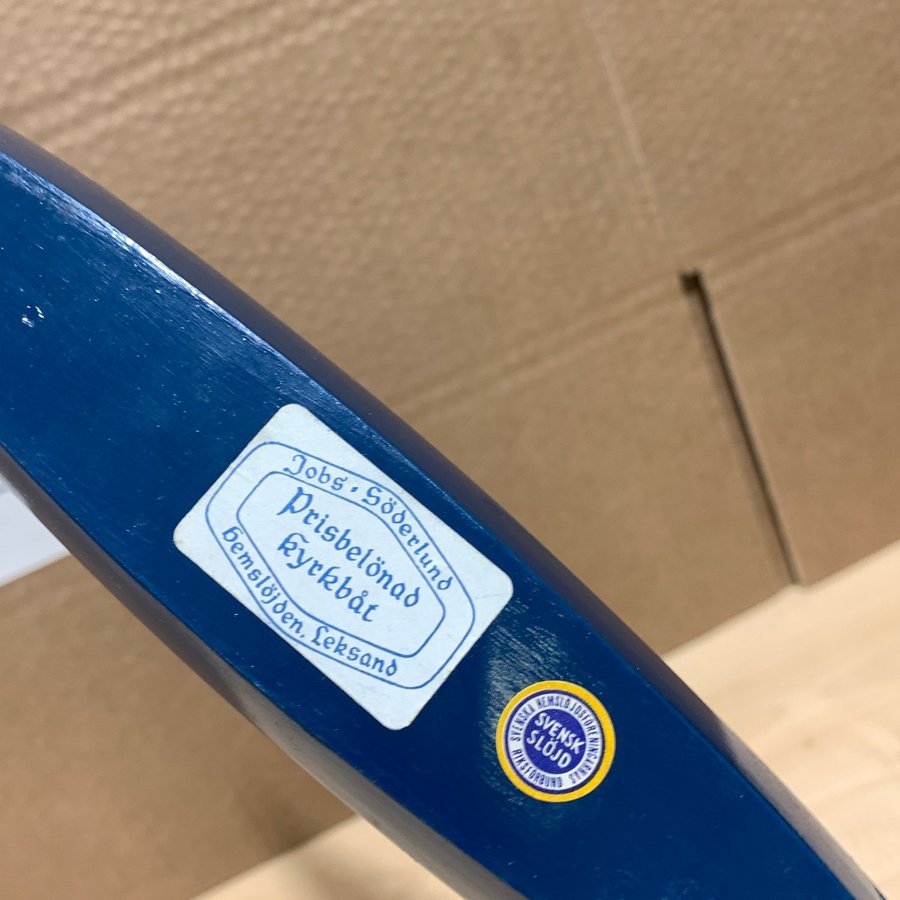 Jobs · Söderlund
Prisbelönad
Kyrkbåt
Hemslöjden, Leksand
SVENSKA HEMSLÖJDSFÖRENINGARNAS
SVENSK
SLÖJD
RIKSFÖRBUND